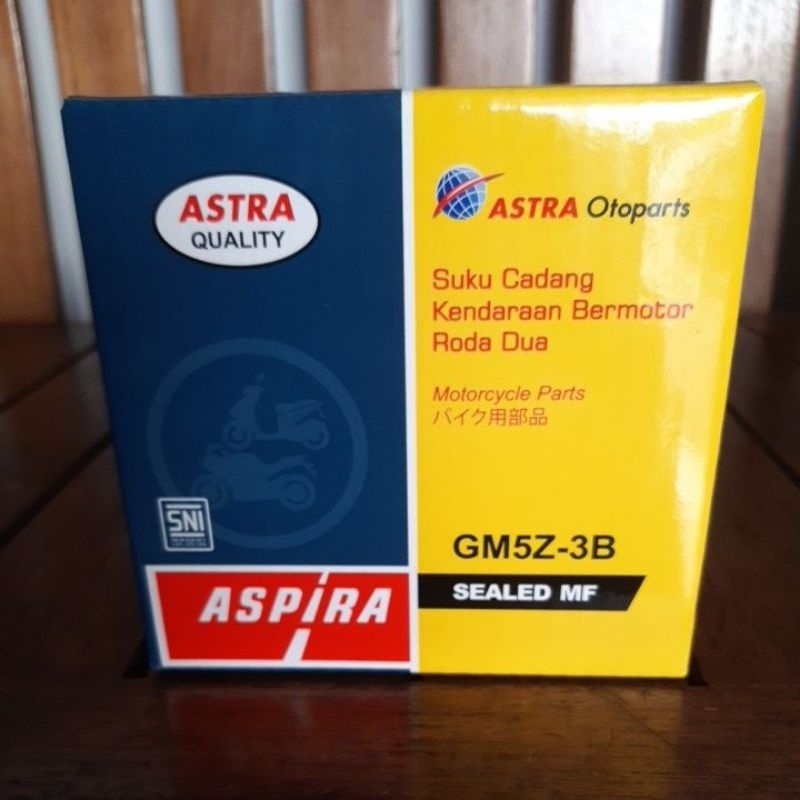 ASTRA
QUALITY
SNI
ASPIRA
ASTRA Otoparts
Suku Cadang
Kendaraan Bermotor
Roda Dua
Motorcycle Parts
バイク用部品
GM5Z-3B
SEALED MF